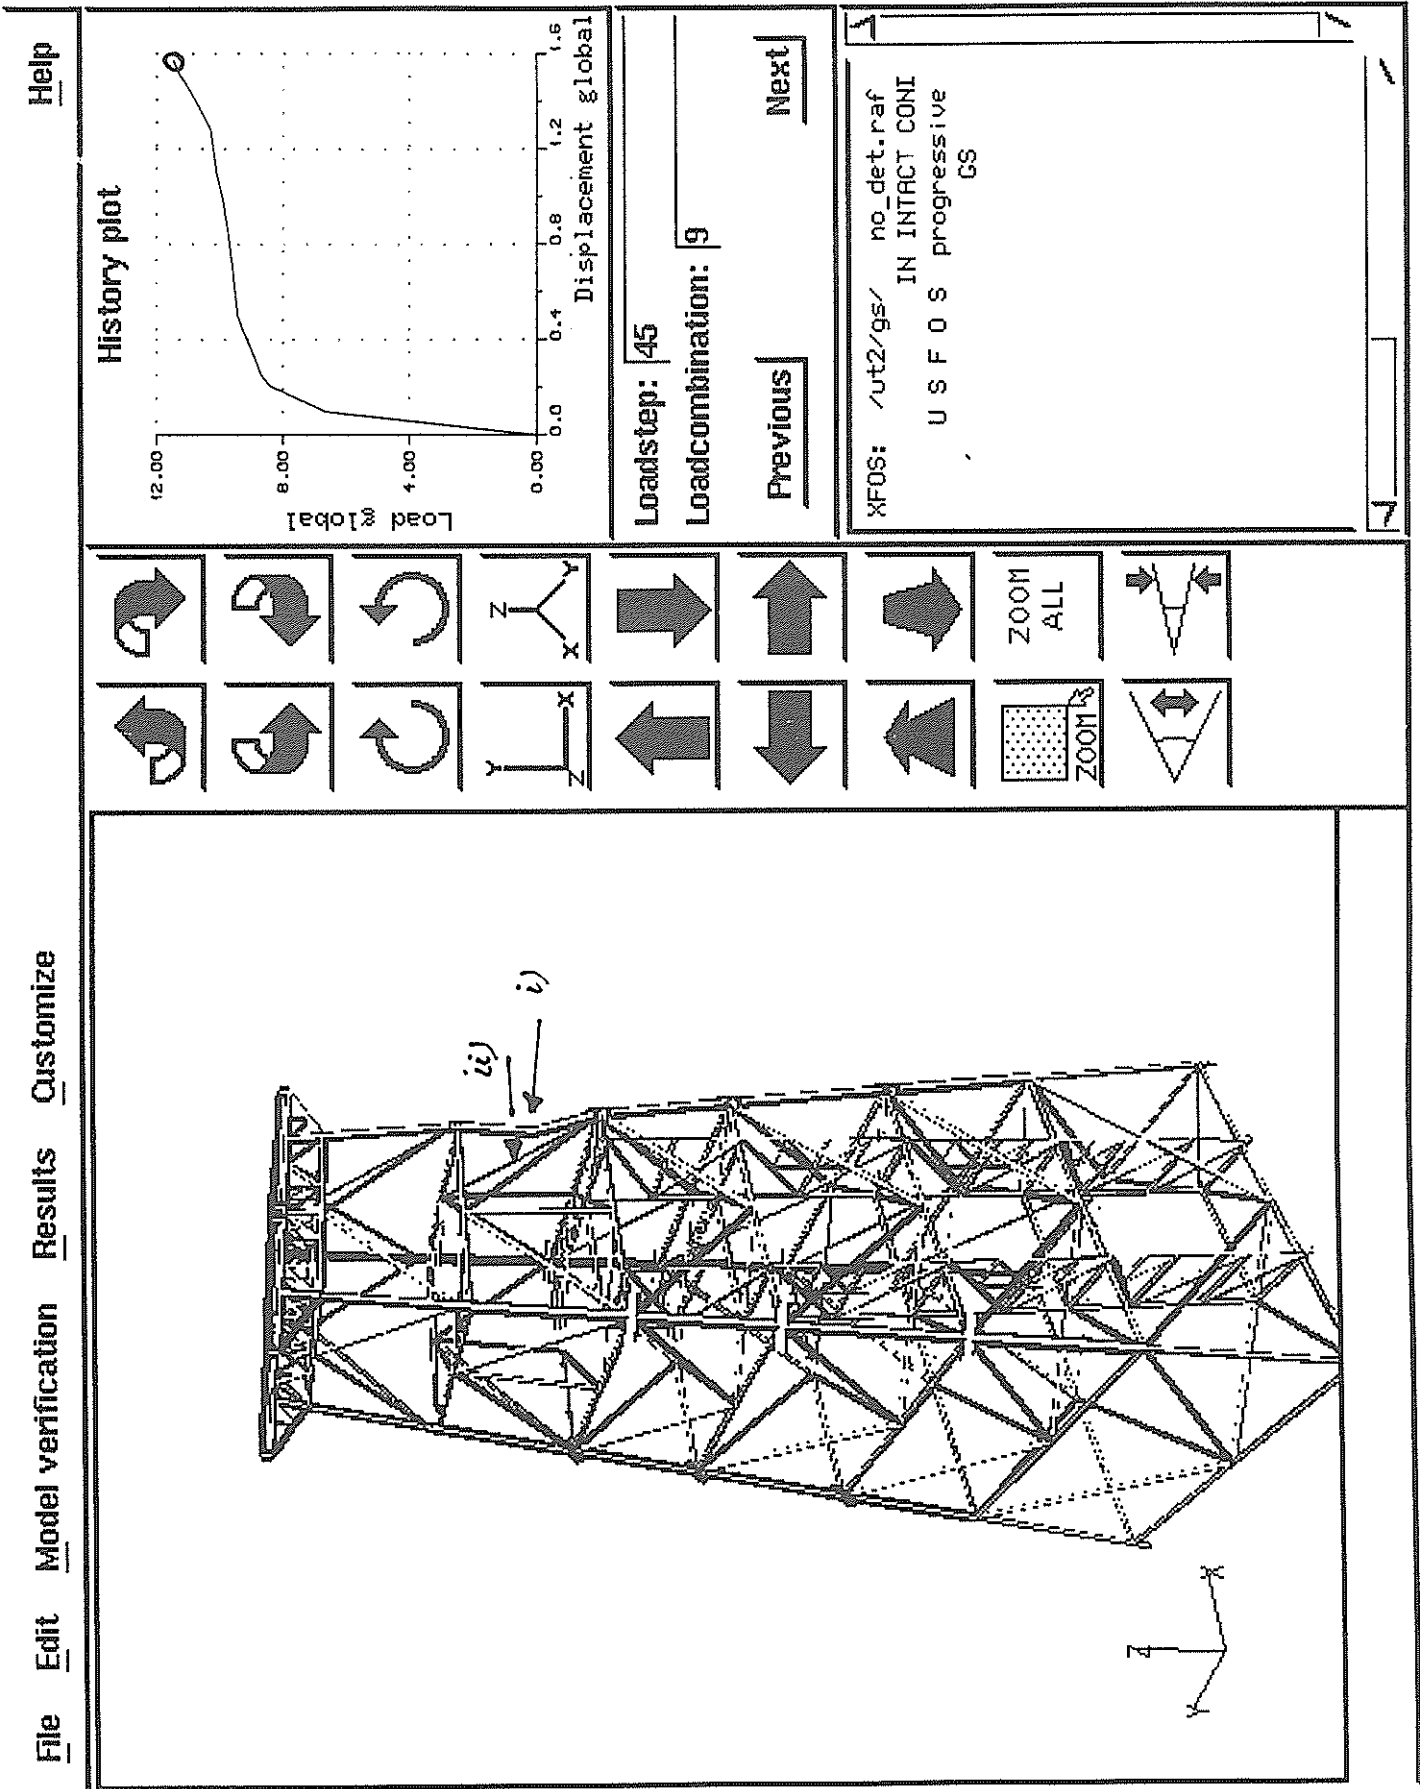 File Edit Model verification Results Customize Help
History plot
Load global
12.00
8.00
4.00
0.00
0.0 0.4 0.8 1.2 1.6
Displacement global
Loadstep: 45
Loadcombination: 9
Previous Next
XFOS: /ut2/gs/ no_det.raf
IN INTACT CONI
U S F O S progressive
GS
Y X Z
Z X Y
ZOOM
ZOOM ALL
ii)
i)
Z
Y X